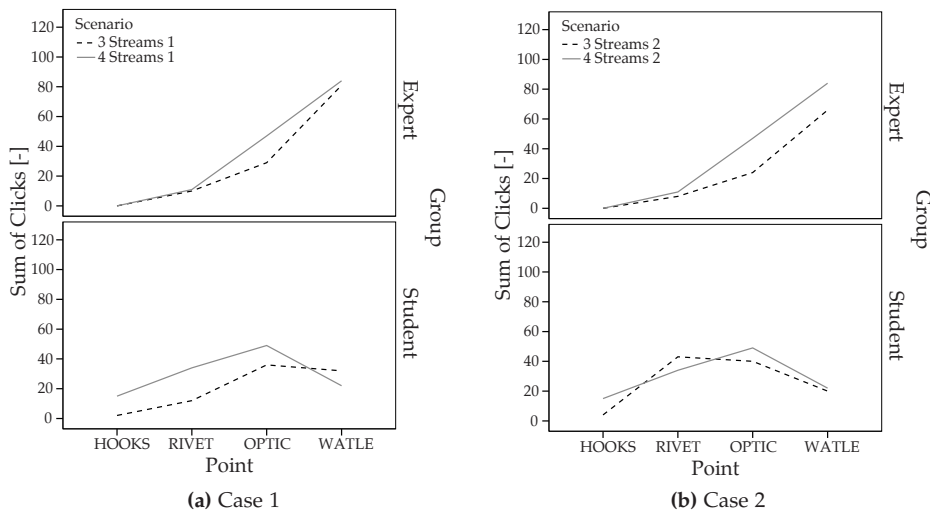 Scenario
3 Streams 1
4 Streams 1
120
100
80
60
40
20
0
Expert
120
100
80
60
40
20
0
Student
Sum of Clicks [-]
Group
HOOKS RIVET OPTIC WATLE
Point
(a) Case 1
Scenario
3 Streams 2
4 Streams 2
120
100
80
60
40
20
0
Expert
120
100
80
60
40
20
0
Student
Sum of Clicks [-]
Group
HOOKS RIVET OPTIC WATLE
Point
(b) Case 2